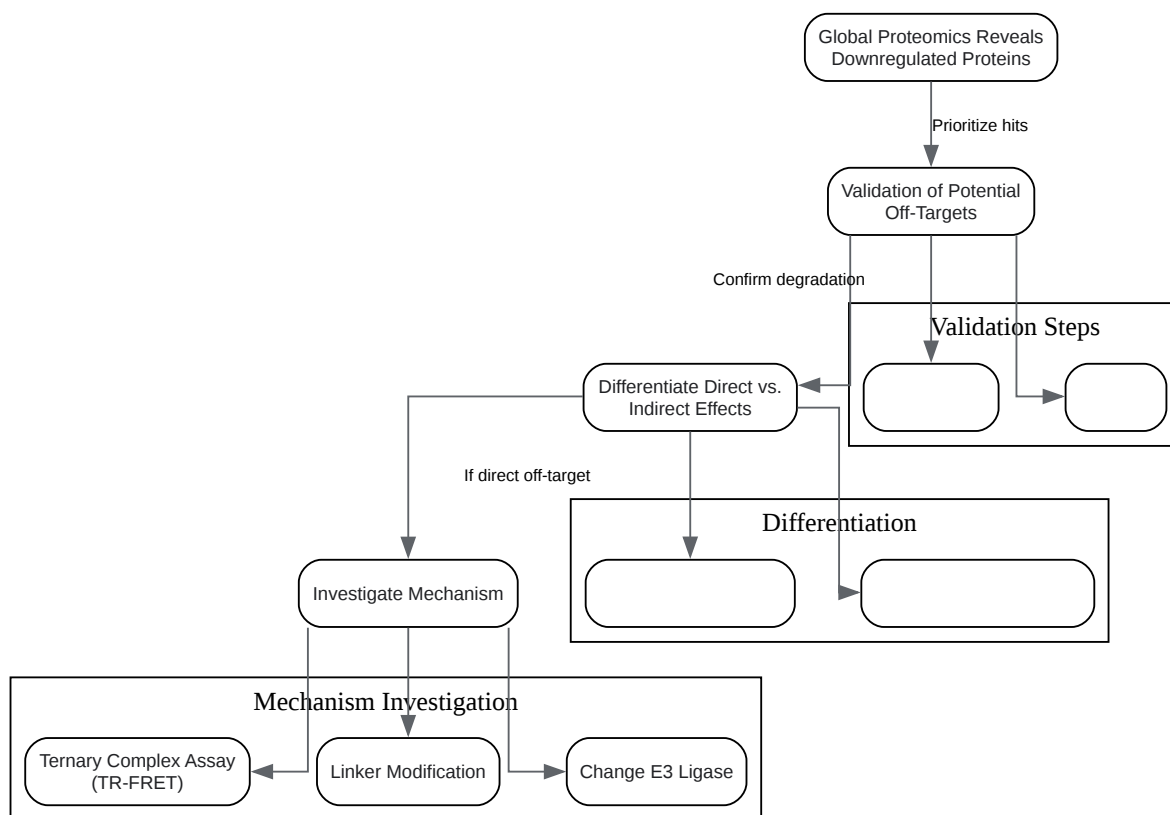 Global Proteomics Reveals
Downregulated Proteins
Prioritize hits
Validation of Potential
Off-Targets
Confirm degradation
Validation Steps
Differentiate Direct vs.
Indirect Effects
If direct off-target
Differentiation
Investigate Mechanism
Mechanism Investigation
Ternary Complex Assay
(TR-FRET)
Linker Modification
Change E3 Ligase